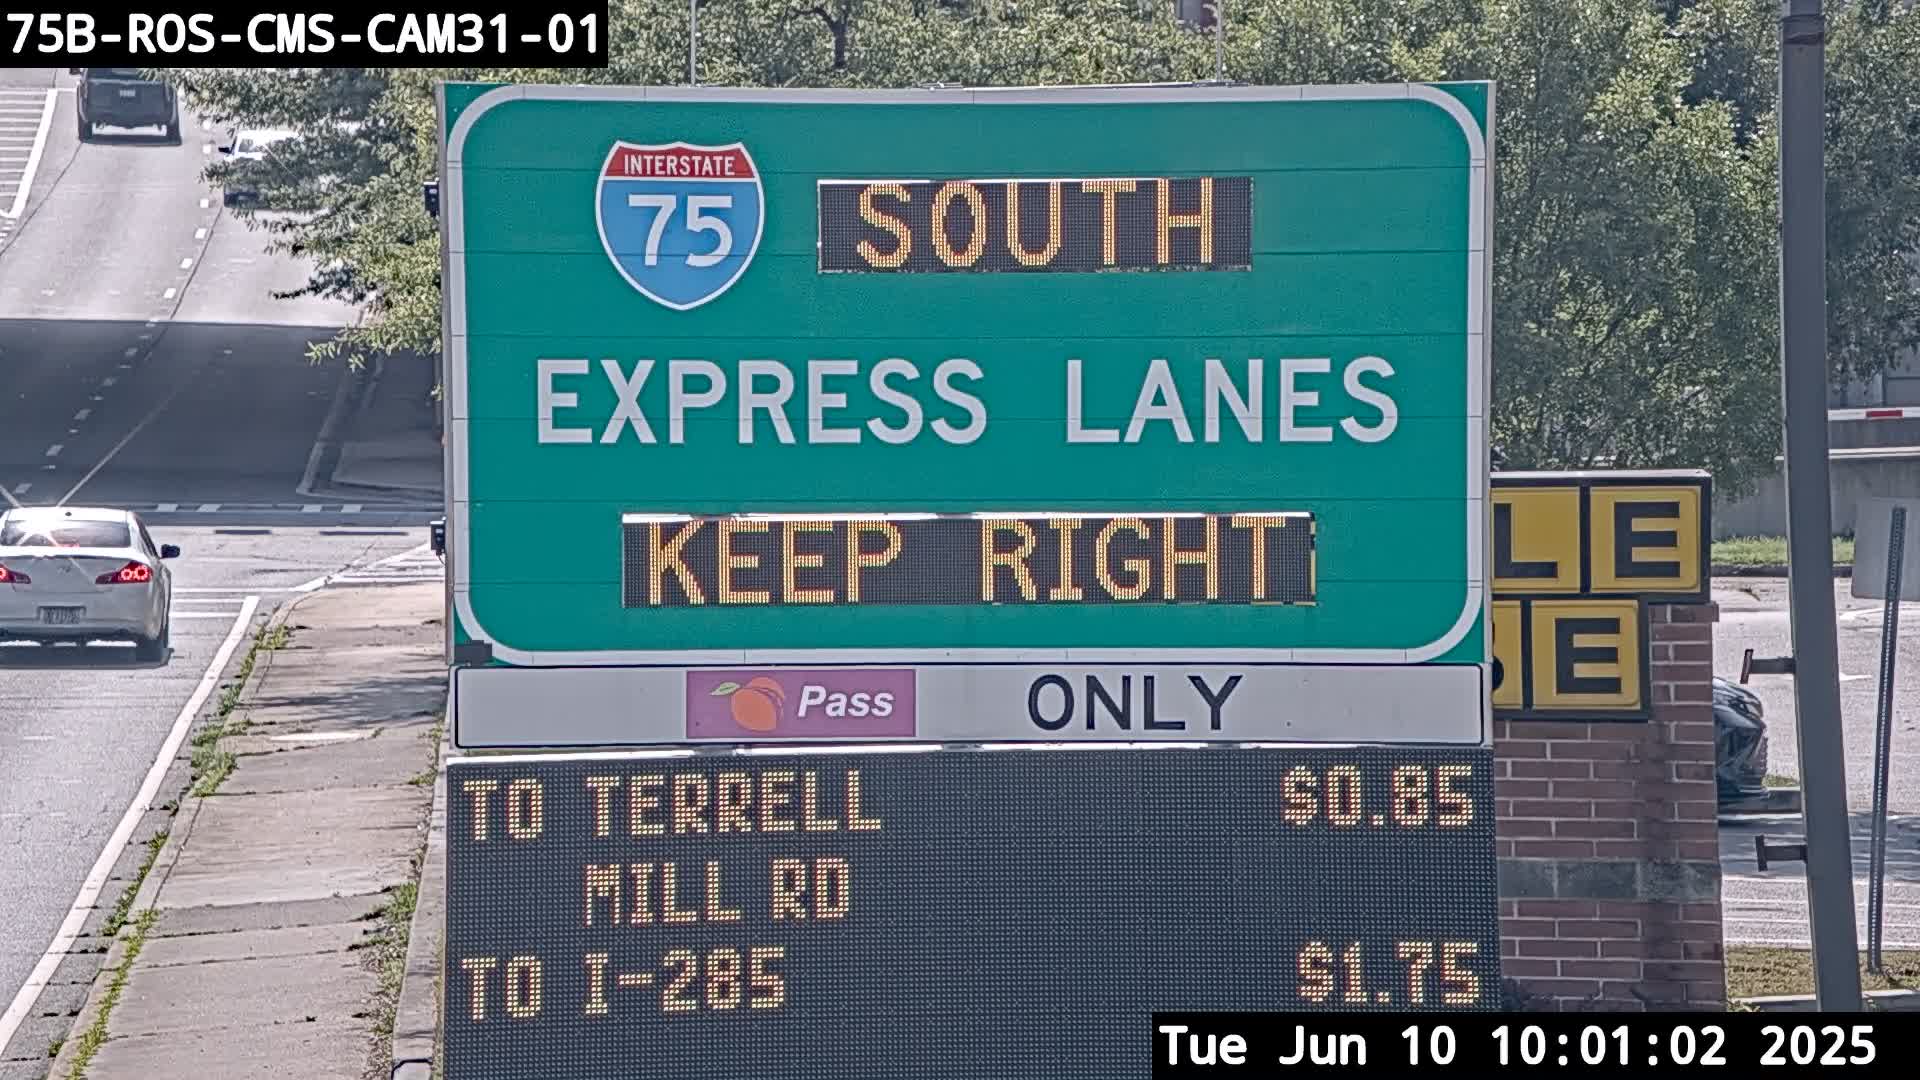 75B-ROS-CMS-CAM31-01
INTERSTATE
75
SOUTH
EXPRESS LANES
KEEP RIGHT
Pass ONLY
TO TERRELL $0.85
MILL RD
TO I-285 $1.75
LE
E
Tue Jun 10 10:01:02 2025